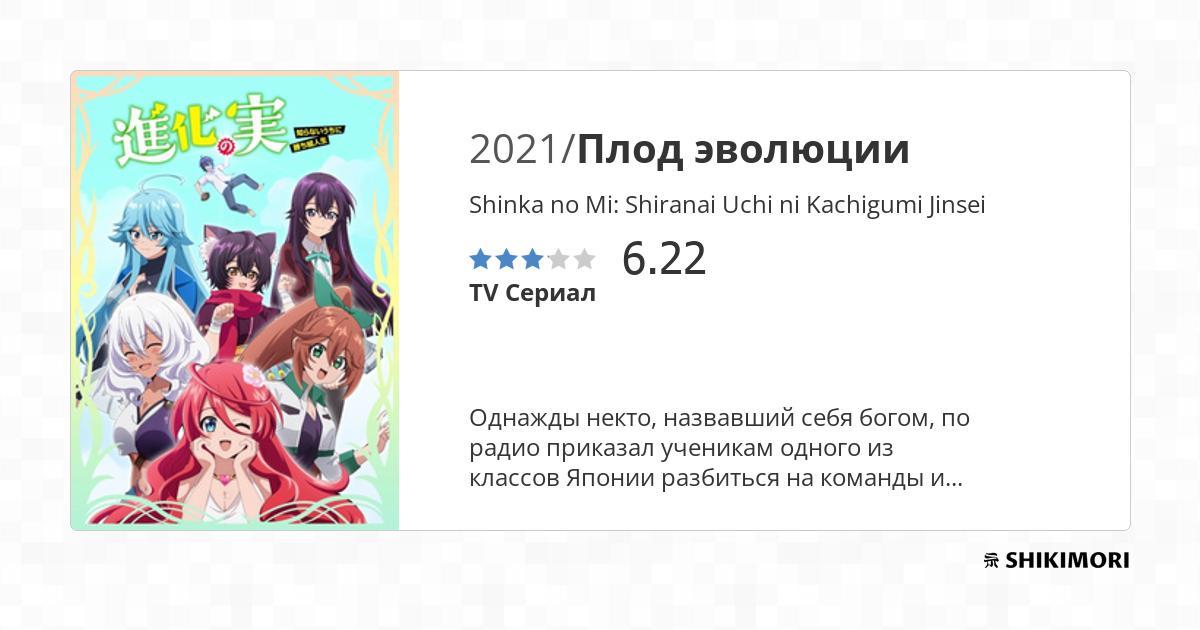 進化の実
知らないうちに
勝ち組人生
2021/Плод эволюции
Shinka no Mi: Shiranai Uchi ni Kachigumi Jinsei
6.22
TV Сериал
Однажды некто, назвавший себя богом, по
радио приказал ученикам одного из
классов Японии разбиться на команды и...
SHIKIMORI